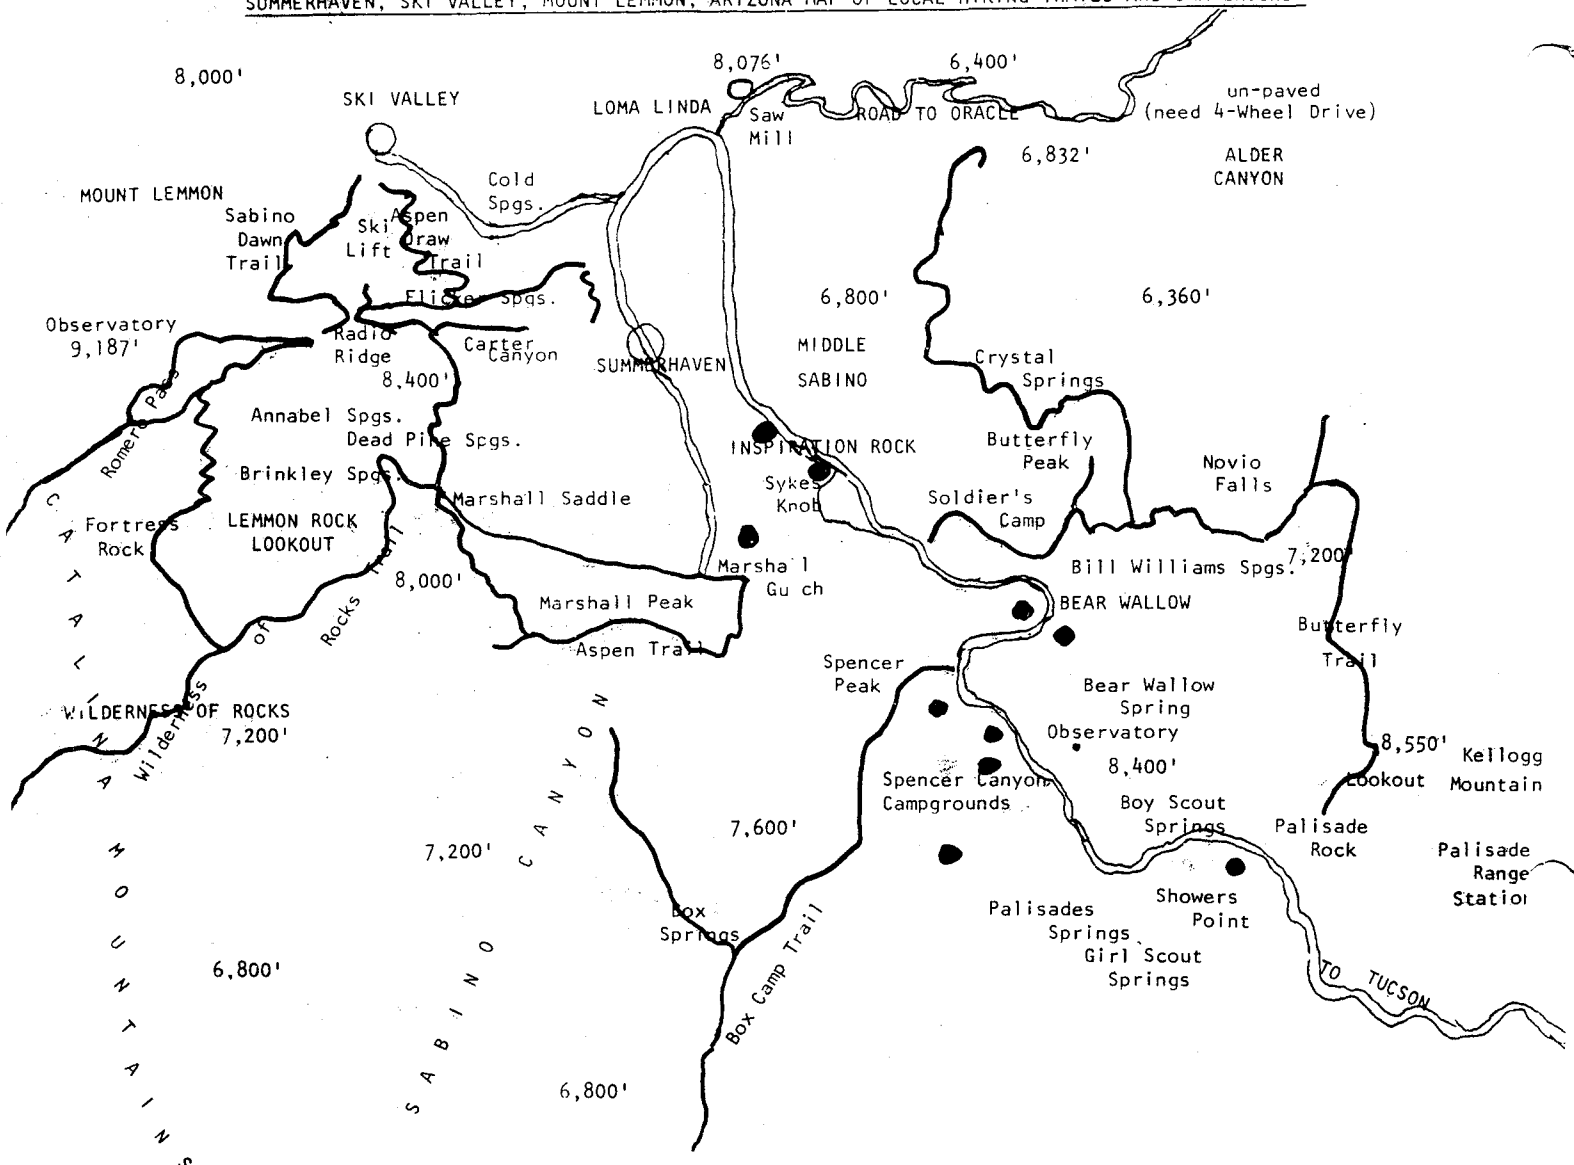 SUMMERHAVEN, SKI VALLEY, MOUNT LEMMON, ARIZONA MAP OF LOCAL HIKING
8,000'
8,076'
6,400'
SKI VALLEY
LOMA LINDA
Saw
Mill
ROAD TO ORACLE
un-paved
(need 4-Wheel Drive)
6,832'
ALDER
CANYON
MOUNT LEMMON
Cold
Spgs.
Sabino
Dawn
Trail
Ski
Lift
Aspen
Draw
Trail
Flicker Spgs.
6,800'
6,360'
Observatory
9,187'
Radio
Ridge
8,400'
Carter
Canyon
SUMMERHAVEN
MIDDLE
SABINO
Crystal
Springs
Romero Pass
Annabel Spgs.
Dead Pine Spgs.
Brinkley Spgs.
INSPIRATION ROCK
Butterfly
Peak
Novio
Falls
Sykes
Knob
Marshall Saddle
Soldier's
Camp
Fortress
Rock
LEMMON ROCK
LOOKOUT
7,200'
Bill Williams Spgs.
8,000'
Marshall
Gulch
Marshall Peak
BEAR WALLOW
Aspen Trail
Butterfly
Trail
Spencer
Peak
Bear Wallow
Spring
Wilderness of Rocks Trail
WILDERNESS OF ROCKS
7,200'
Observatory
8,400'
8,550'
Lookout
Kellogg
Mountain
Spencer Canyon
Campgrounds
Boy Scout
Springs
7,600'
7,200'
Palisade
Rock
Palisade
Range
Station
Box
Springs
Palisades
Springs
Showers
Point
Girl Scout
Springs
6,800'
TO TUCSON
Box Camp Trail
6,800'
CATALINA MOUNTAINS
SABINO CANYON